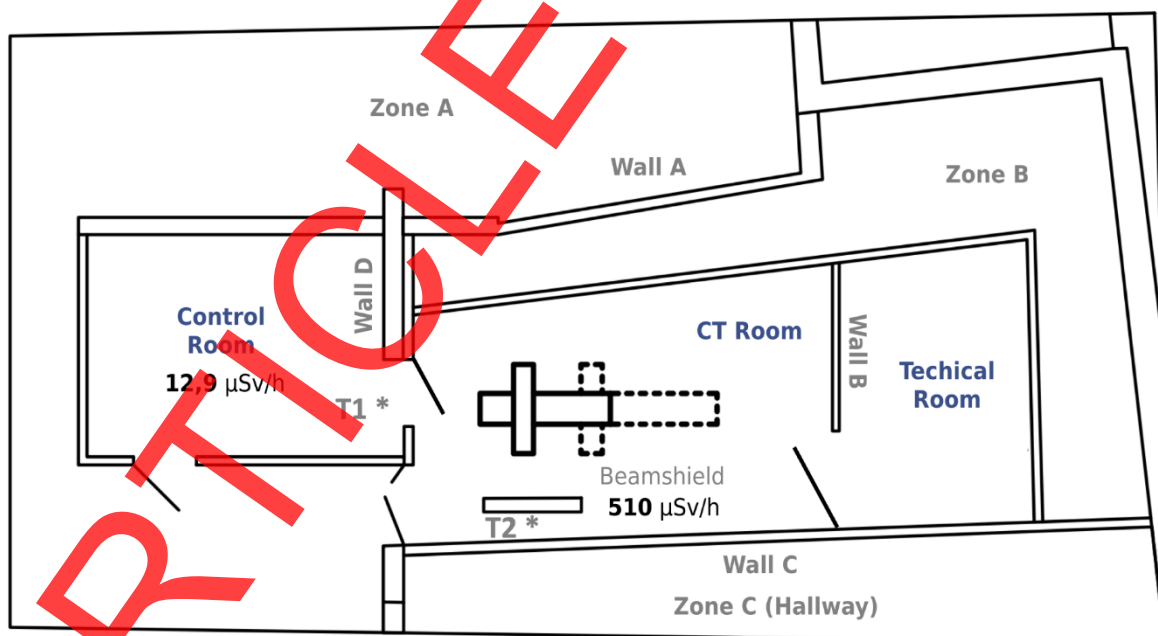 Zone A
Wall A
Zone B
Wall D
Control
Room
12,9 μSv/h
T1 *
CT Room
Wall B
Techical
Room
Beamshield
510 μSv/h
T2 *
Wall C
Zone C (Hallway)
RTICLE